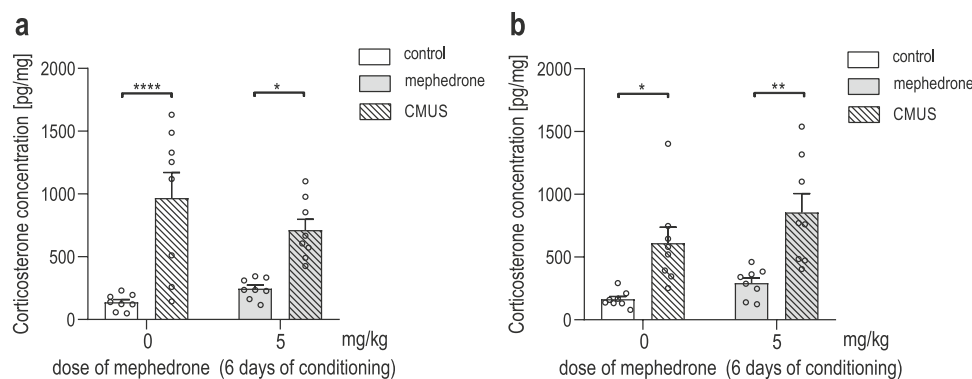 a
control
mephedrone
CMUS
Corticosterone concentration [pg/mg]
2000
1500
1000
500
0
****
*
0
5
mg/kg
dose of mephedrone (6 days of conditioning)
b
control
mephedrone
CMUS
Corticosterone concentration [pg/mg]
2000
1500
1000
500
0
*
**
0
5
mg/kg
dose of mephedrone (6 days of conditioning)